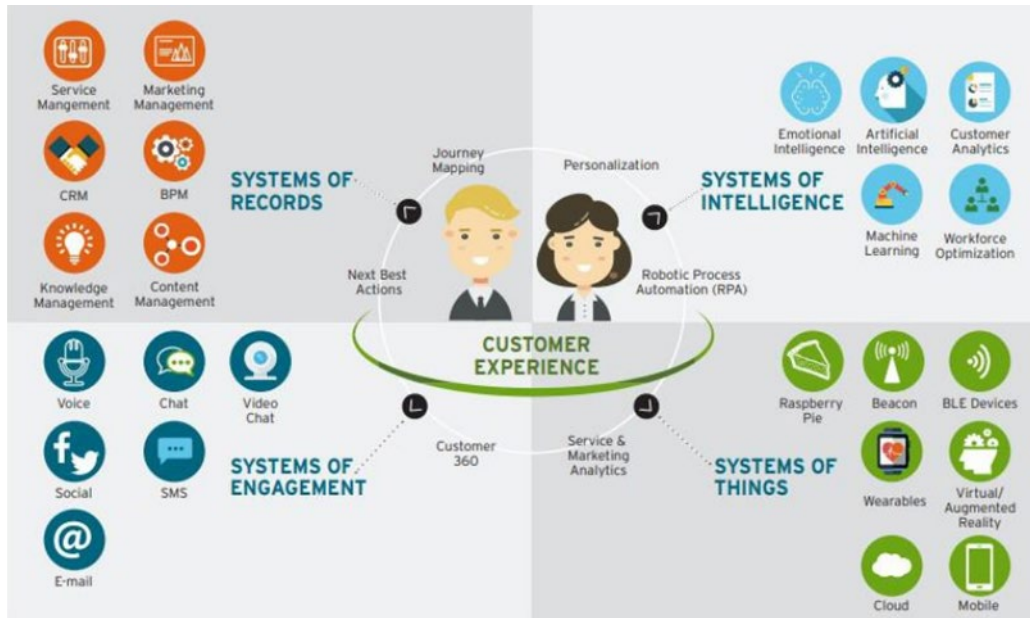 Service
Mangement
Marketing
Management
CRM
BPM
Knowledge
Management
Content
Management
SYSTEMS OF
RECORDS
Journey
Mapping
Next Best
Actions
Personalization
Robotic Process
Automation (RPA)
SYSTEMS OF
INTELLIGENCE
Emotional
Intelligence
Artificial
Intelligence
Customer
Analytics
Machine
Learning
Workforce
Optimization
CUSTOMER
EXPERIENCE
Voice
Chat
Video
Chat
Social
SMS
E-mail
SYSTEMS OF
ENGAGEMENT
Customer
360
Service &
Marketing
Analytics
SYSTEMS OF
THINGS
Raspberry
Pie
Beacon
BLE Devices
Wearables
Virtual/
Augmented
Reality
Cloud
Mobile